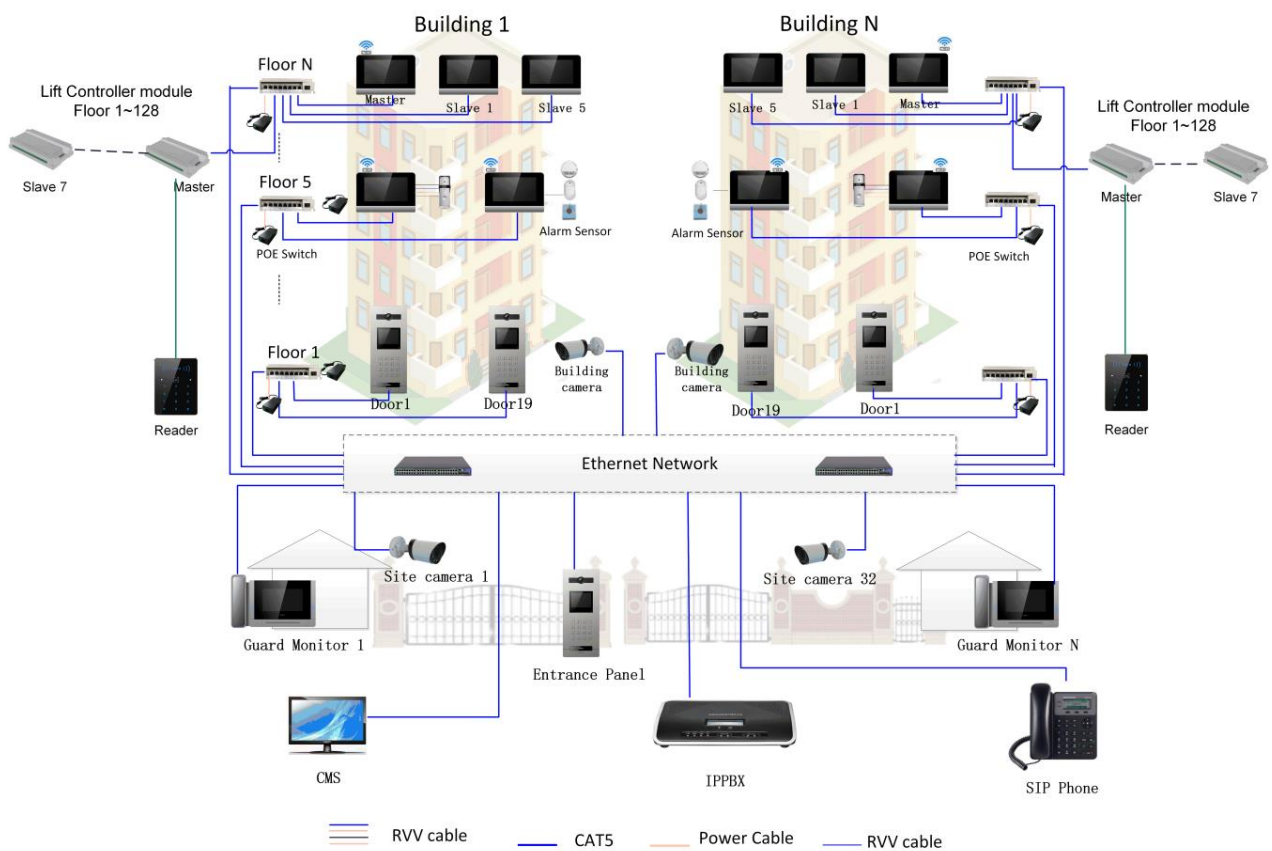 Building 1
Building N
Floor N
Lift Controller module
Floor 1~128
Master
Slave 1
Slave 5
Slave 5
Slave 1
Master
Lift Controller module
Floor 1~128
Slave 7
Master
Floor 5
POE Switch
Alarm Sensor
Alarm Sensor
POE Switch
Master
Slave 7
Floor 1
Door1
Door19
Building
camera
Building
camera
Door19
Door1
Reader
Reader
Ethernet Network
Site camera 1
Site camera 32
Guard Monitor 1
Entrance Panel
Guard Monitor N
CMS
IPPBX
SIP Phone
RVV cable
CAT5
Power Cable
RVV cable